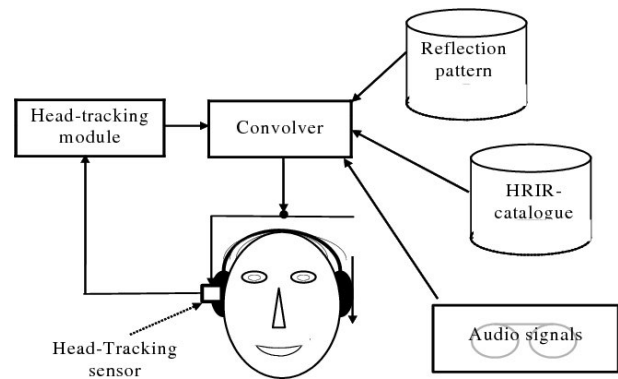 Reflection
pattern
Head-tracking
module
Convolver
HRIR-
catalogue
Audio signals
Head-Tracking
sensor